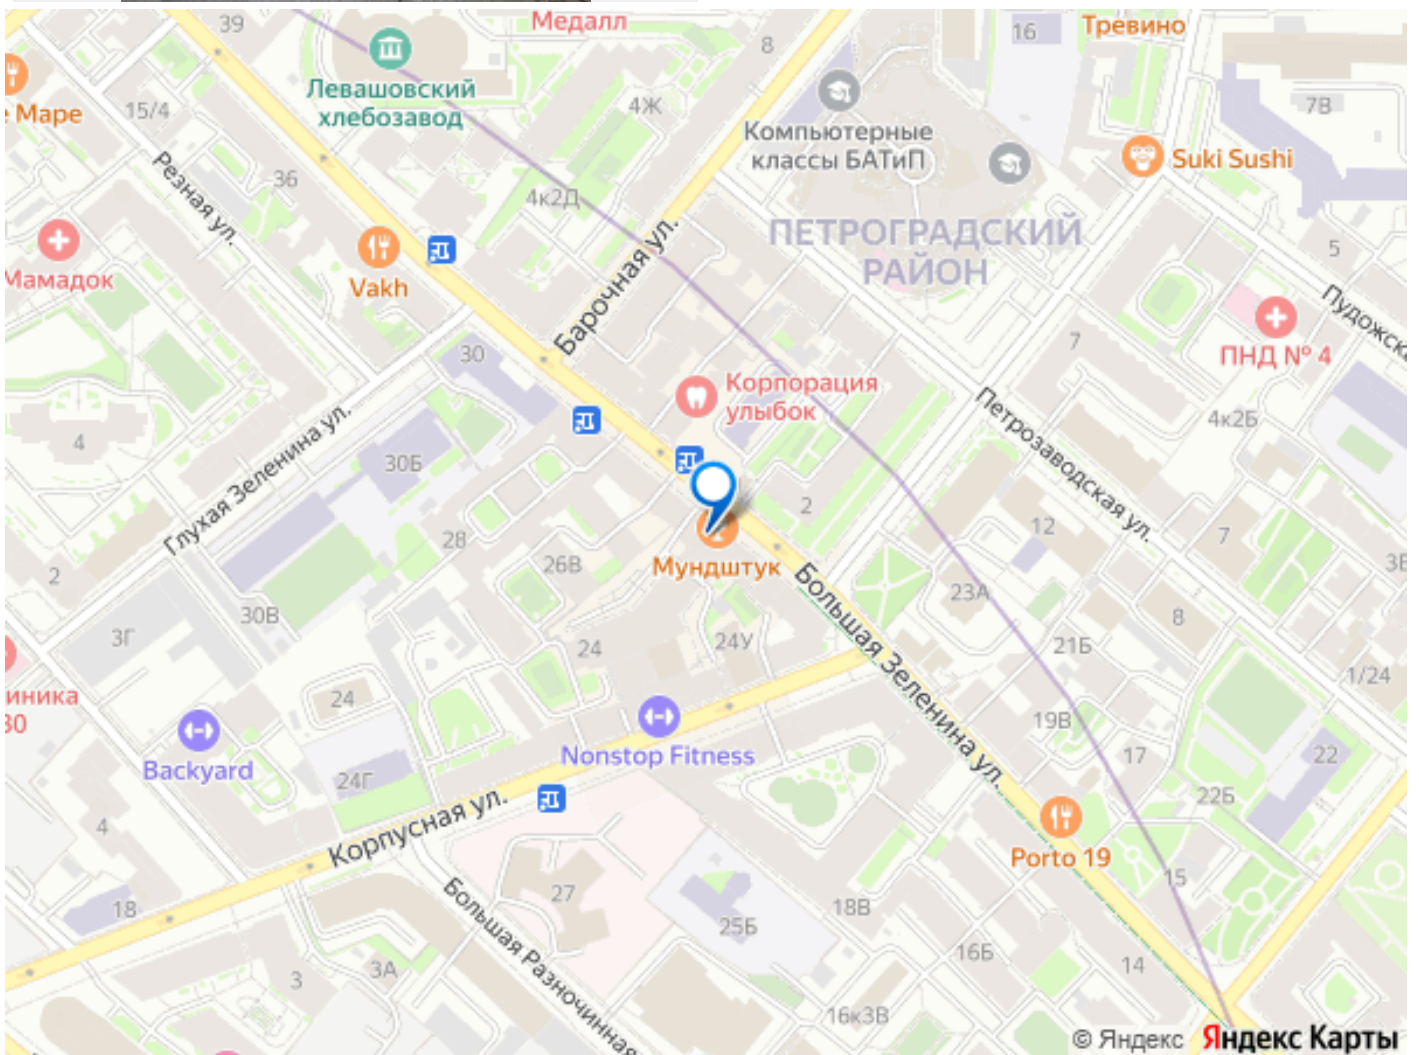 39
Медалл
8
16
Тревино
Левашовский
хлебозавод
4Ж
7В
е Маре
15/4
Компьютерные
классы БАТиП
Suki Sushi
Резная ул.
36
4к2Д
ПЕТРОГРАДСКИЙ
РАЙОН
5
Мамадок
Vakh
Барочная ул.
Пудожска
30
7
ПНД № 4
Корпорация
улыбок
Петрозаводская ул.
4к2Б
4
Глухая Зеленина ул.
30Б
2
12
7
28
Мундштук
26В
2
3Е
Большая Зеленина ул.
23А
30В
3Г
24
24У
8
21Б
1/24
иника
30
24
19В
17
22
Backyard
Nonstop Fitness
24Г
22Б
4
Корпусная ул.
Porto 19
18
Большая Разночинная
27
25Б
18В
15
16Б
14
3
3А
16к3В
© Яндекс Яндекс Карты